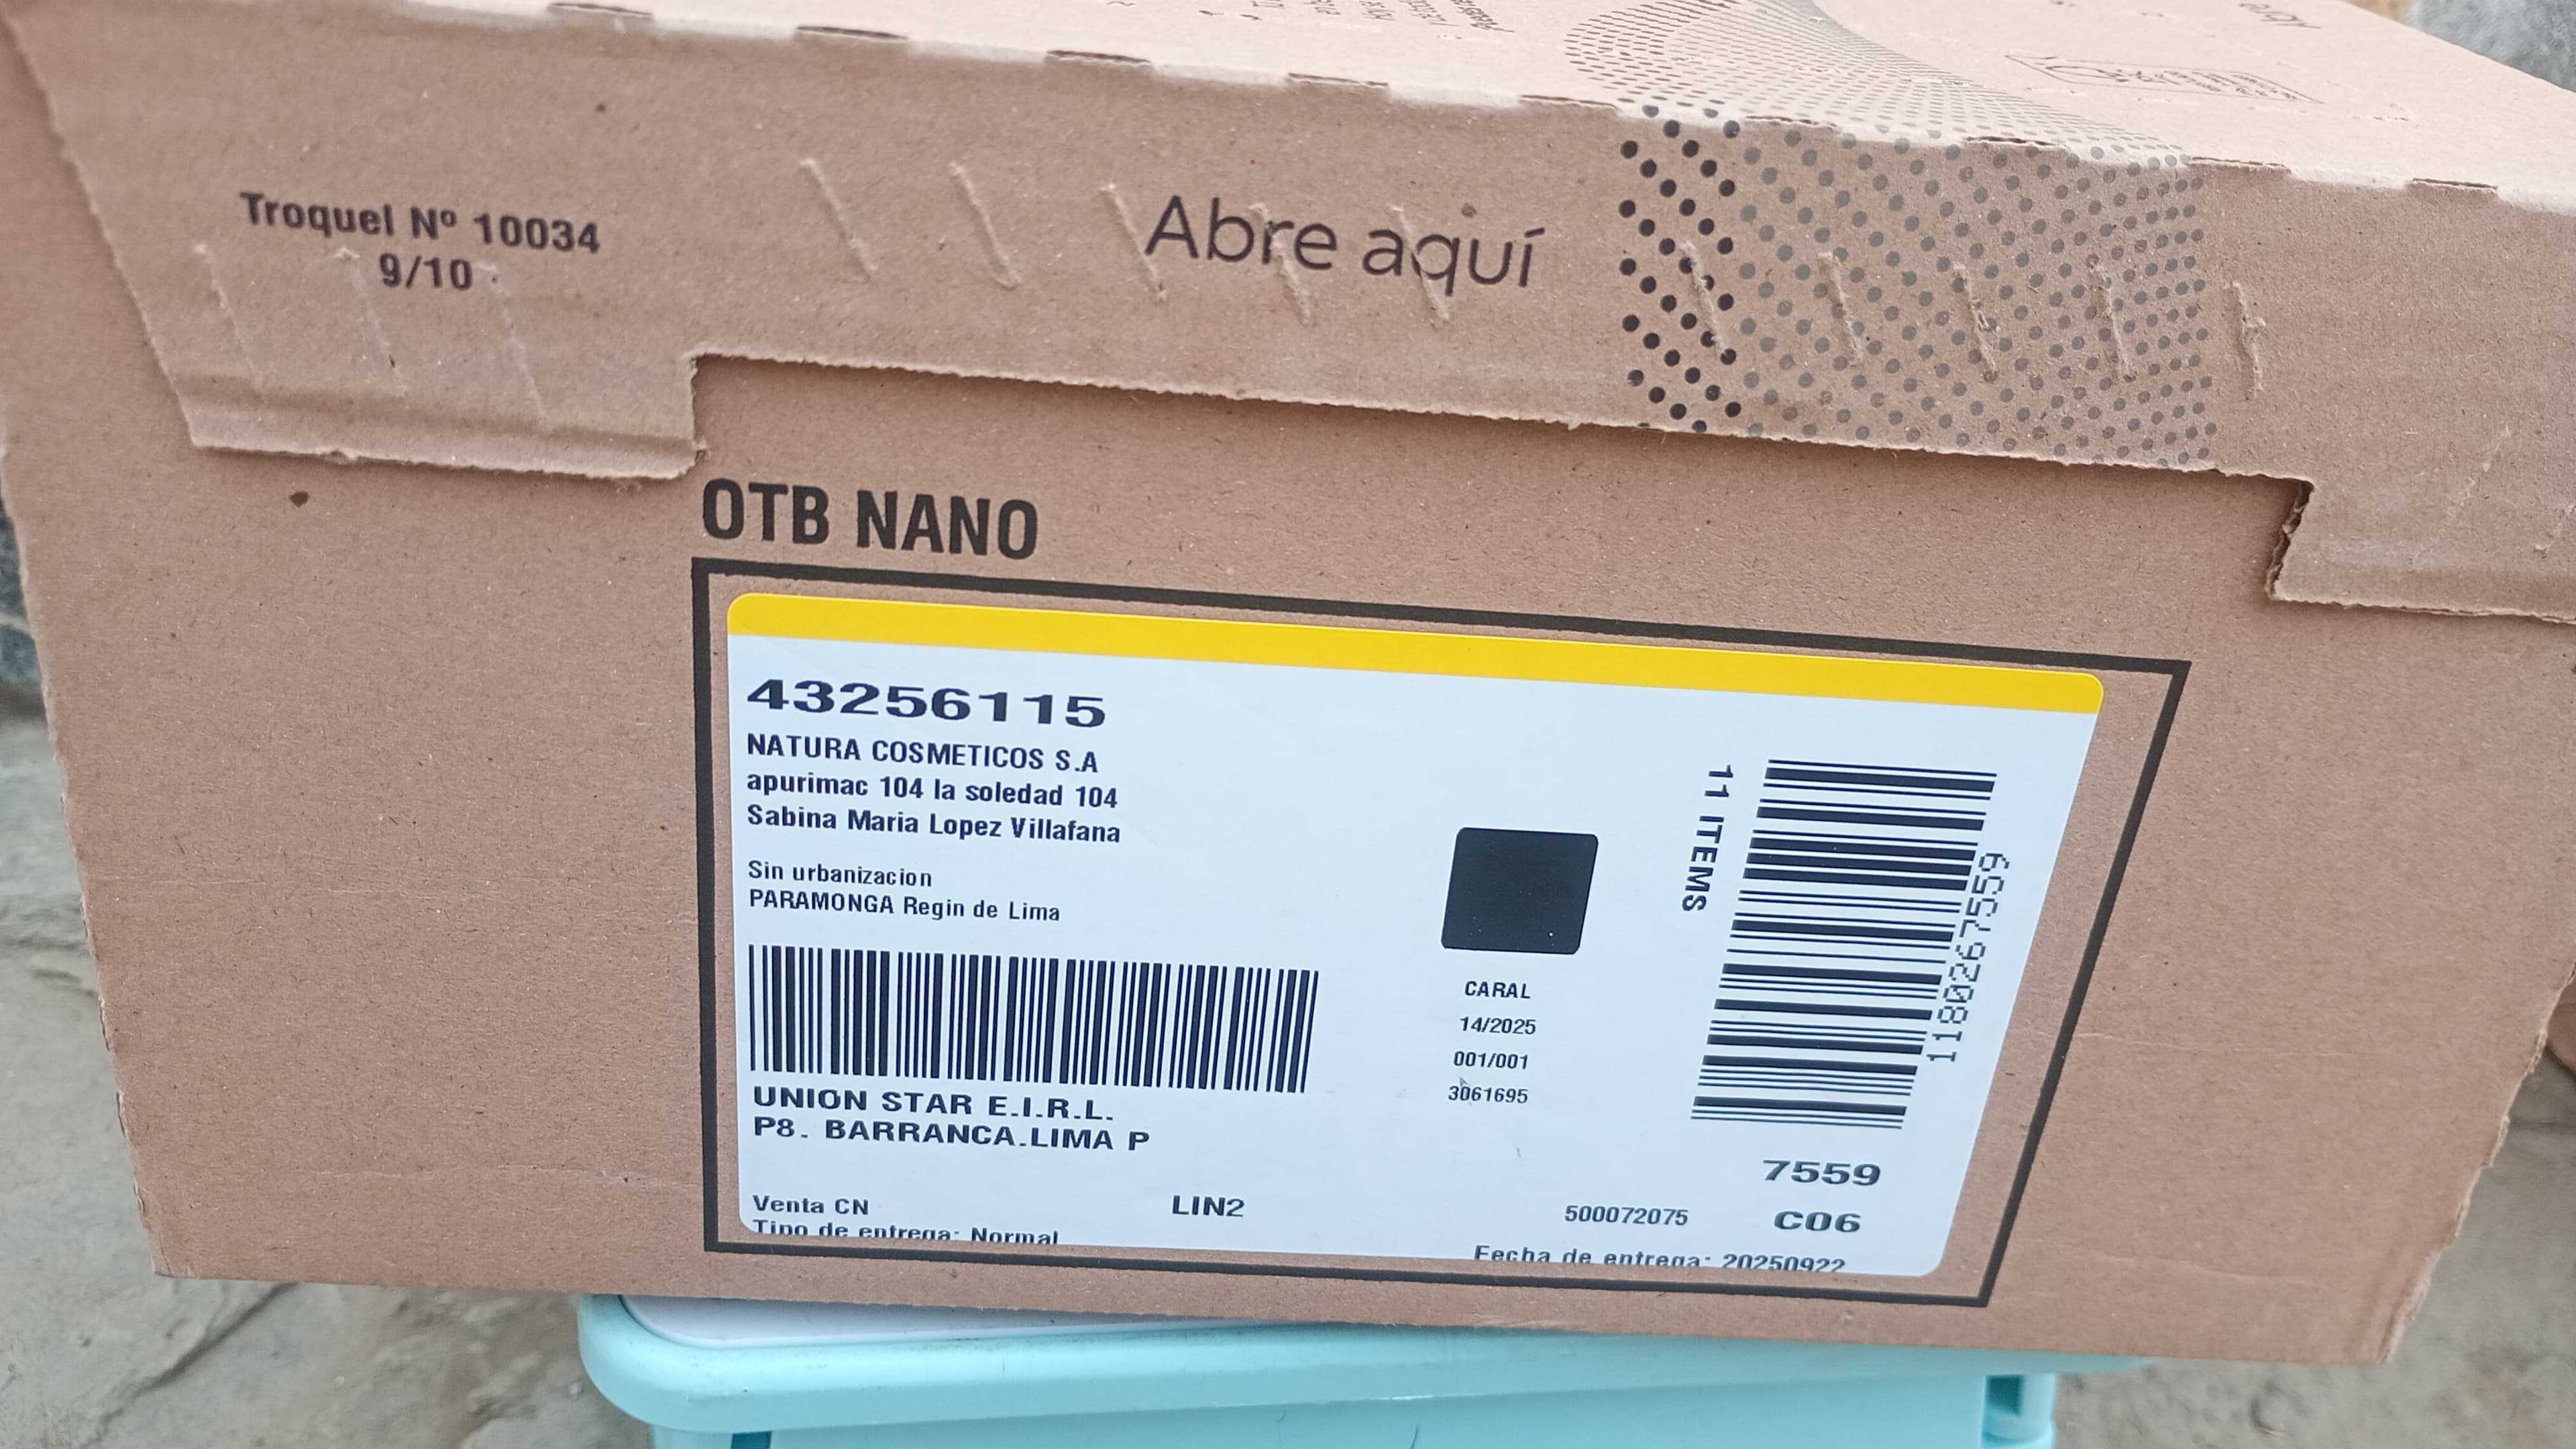 Troquel Nº 10034
9/10
Abre aquí
OTB NANO
43256115
NATURA COSMETICOS S.A
apurimac 104 la soledad 104
Sabina Maria Lopez Villafana
Sin urbanizacion
PARAMONGA Regin de Lima
UNION STAR E.I.R.L.
P8. BARRANCA.LIMA P
Venta CN
LIN2
Tipo de entrega: Normal
CARAL
14/2025
001/001
3061695
11 ITEMS
1180267559
7559
500072075
C06
Fecha de entrega: 20250922